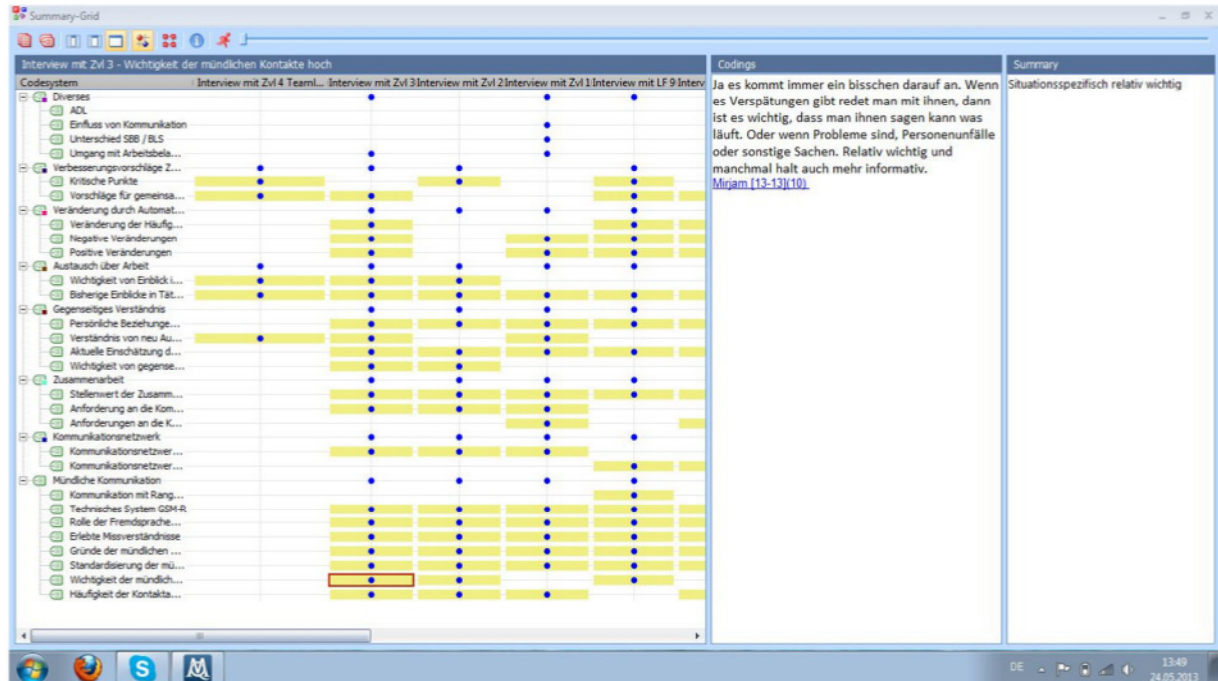 Summary-Grid
Interview mit Zvl 3 - Wichtigkeit der mündlichen Kontakte hoch
Codings
Summary
Codesystem
Interview mit Zvl 4 Teaml...
Interview mit Zvl 3
Interview mit Zvl 2
Interview mit Zvl 1
Interview mit LF 9
Interv
Diverses
ADL
Einfluss von Kommunikation
Unterschied SBB / BLS
Umgang mit Arbeitsbela...
Verbesserungsvorschläge Z...
Kritische Punkte
Vorschläge für gemeinsa...
Veränderung durch Automat...
Veränderung der Häufig...
Negative Veränderungen
Positive Veränderungen
Austausch über Arbeit
Wichtigkeit von Einblick i...
Bisherige Einblicke in Tät...
Gegenseitiges Verständnis
Persönliche Beziehunge...
Verständnis von neu Au...
Aktuelle Einschätzung d...
Wichtigkeit von gegense...
Zusammenarbeit
Stellenwert der Zusamm...
Anforderung an die Kom...
Anforderungen an die K...
Kommunikationsnetzwerk
Kommunikationsnetzwer...
Kommunikationsnetzwer...
Mündliche Kommunikation
Kommunikation mit Rang...
Technisches System GSM-R
Rolle der Fremdsprache...
Erlebte Missverständnisse
Gründe der mündlichen ...
Standardisierung der mü...
Wichtigkeit der mündlich...
Häufigkeit der Kontakta...
Ja es kommt immer ein bisschen darauf an. Wenn
es Verspätungen gibt redet man mit ihnen, dann
ist es wichtig, dass man ihnen sagen kann was
läuft. Oder wenn Probleme sind, Personenunfälle
oder sonstige Sachen. Relativ wichtig und
manchmal halt auch mehr informativ.
Mirjam [13-13](10)
Situationsspezifisch relativ wichtig
DE
13:49
24.05.2013